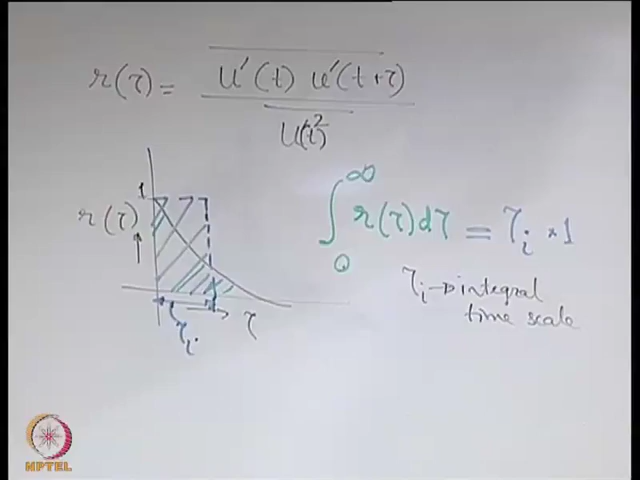 r(τ) = u'(t) u'(t+τ)
u(t)²
1
r(τ)
∫₀^∞ r(τ)dτ = τᵢ × 1
τᵢ → integral
time scale
τ
τᵢ
NPTEL